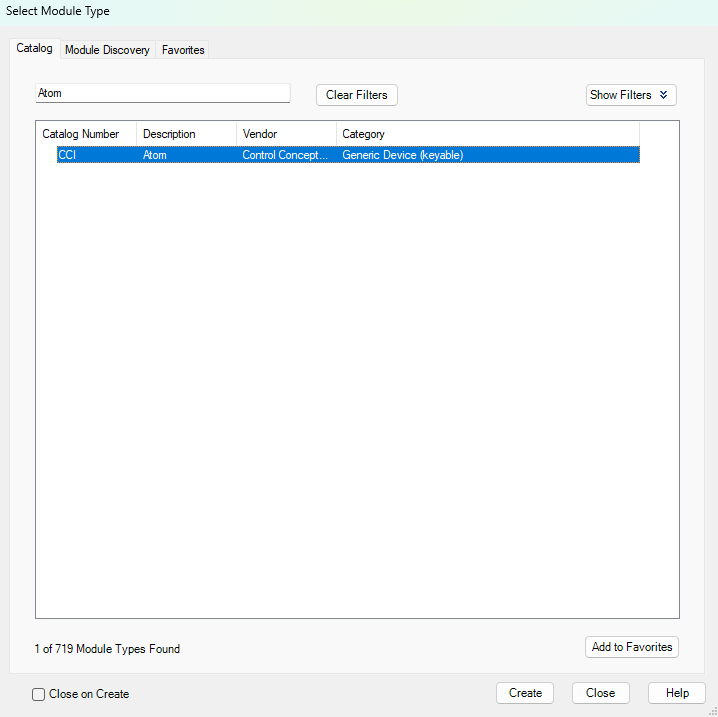 Select Module Type
Catalog Module Discovery Favorites
Atom Clear Filters Show Filters
Catalog Number Description Vendor Category
CCI Atom Control Concept... Generic Device (keyable)
1 of 719 Module Types Found Add to Favorites
Close on Create Create Close Help